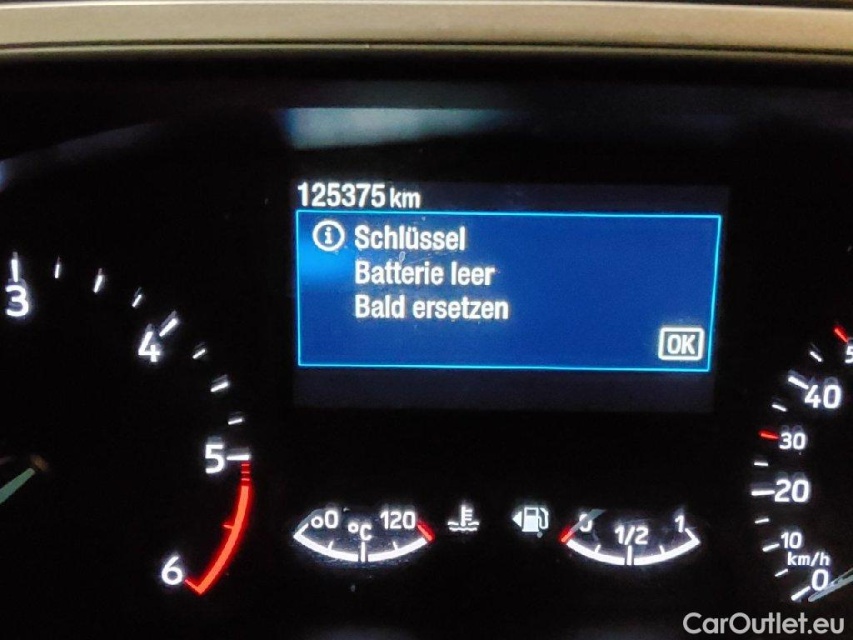 125375 km
Schlüssel
Batterie leer
Bald ersetzen
OK
3
4
5
6
60 °C 120
0 1/2 1
40
30
20
10
km/h
0
CarOutlet.eu